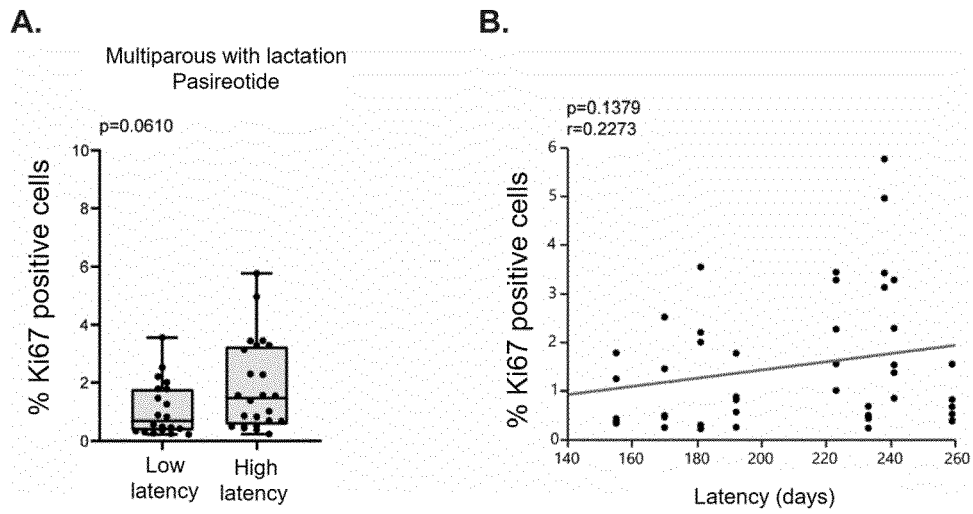 A.
Multiparous with lactation
Pasireotide
p=0.0610
% Ki67 positive cells
10
8
6
4
2
0
Low
latency
High
latency
B.
p=0.1379
r=0.2273
% Ki67 positive cells
6
5
4
3
2
1
0
140 160 180 200 220 240 260
Latency (days)